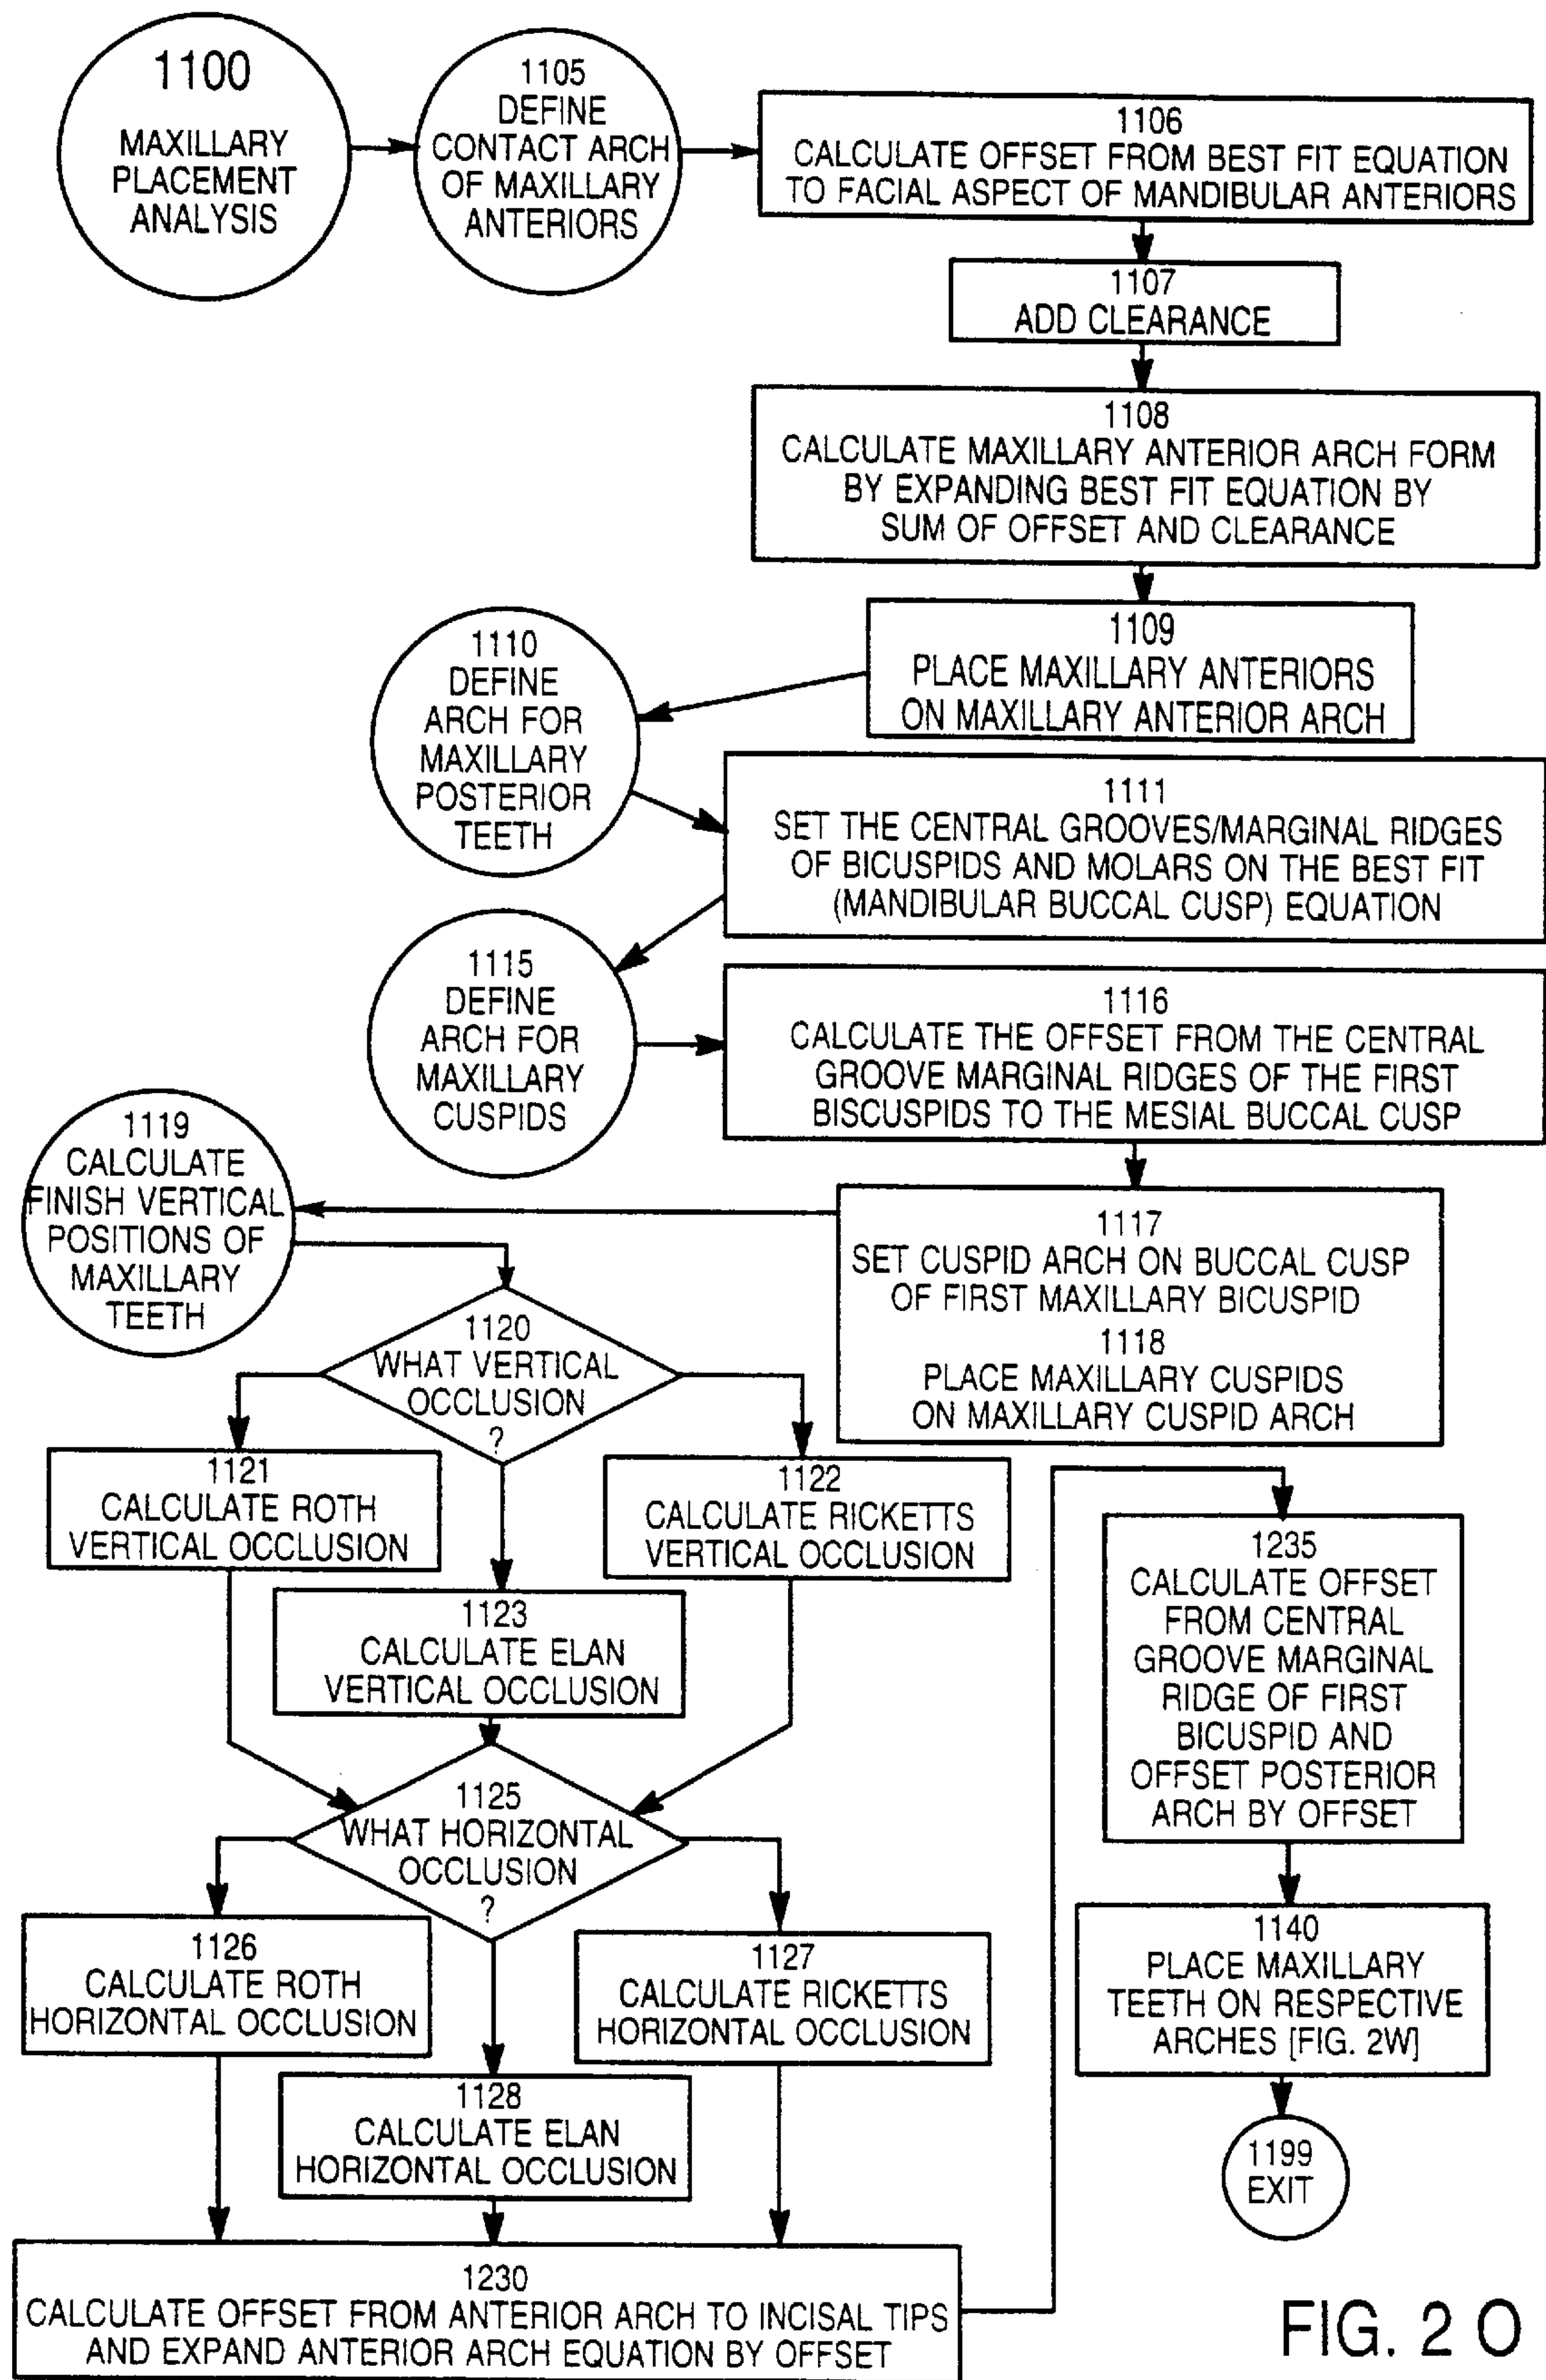 1100
MAXILLARY
PLACEMENT
ANALYSIS
1105
DEFINE
CONTACT ARCH
OF MAXILLARY
ANTERIORS
1106
CALCULATE OFFSET FROM BEST FIT EQUATION
TO FACIAL ASPECT OF MANDIBULAR ANTERIORS
1107
ADD CLEARANCE
1108
CALCULATE MAXILLARY ANTERIOR ARCH FORM
BY EXPANDING BEST FIT EQUATION BY
SUM OF OFFSET AND CLEARANCE
1109
PLACE MAXILLARY ANTERIORS
ON MAXILLARY ANTERIOR ARCH
1110
DEFINE
ARCH FOR
MAXILLARY
POSTERIOR
TEETH
1111
SET THE CENTRAL GROOVES/MARGINAL RIDGES
OF BICUSPIDS AND MOLARS ON THE BEST FIT
(MANDIBULAR BUCCAL CUSP) EQUATION
1115
DEFINE
ARCH FOR
MAXILLARY
CUSPIDS
1116
CALCULATE THE OFFSET FROM THE CENTRAL
GROOVE MARGINAL RIDGES OF THE FIRST
BISCUSPIDS TO THE MESIAL BUCCAL CUSP
1117
SET CUSPID ARCH ON BUCCAL CUSP
OF FIRST MAXILLARY BICUSPID
1118
PLACE MAXILLARY CUSPIDS
ON MAXILLARY CUSPID ARCH
1119
CALCULATE
FINISH VERTICAL
POSITIONS OF
MAXILLARY
TEETH
1120
WHAT VERTICAL
OCCLUSION
?
1121
CALCULATE ROTH
VERTICAL OCCLUSION
1122
CALCULATE RICKETTS
VERTICAL OCCLUSION
1123
CALCULATE ELAN
VERTICAL OCCLUSION
1125
WHAT HORIZONTAL
OCCLUSION
?
1126
CALCULATE ROTH
HORIZONTAL OCCLUSION
1127
CALCULATE RICKETTS
HORIZONTAL OCCLUSION
1128
CALCULATE ELAN
HORIZONTAL OCCLUSION
1230
CALCULATE OFFSET FROM ANTERIOR ARCH TO INCISAL TIPS
AND EXPAND ANTERIOR ARCH EQUATION BY OFFSET
1235
CALCULATE OFFSET
FROM CENTRAL
GROOVE MARGINAL
RIDGE OF FIRST
BICUSPID AND
OFFSET POSTERIOR
ARCH BY OFFSET
1140
PLACE MAXILLARY
TEETH ON RESPECTIVE
ARCHES [FIG. 2W]
1199
EXIT
FIG. 2 O